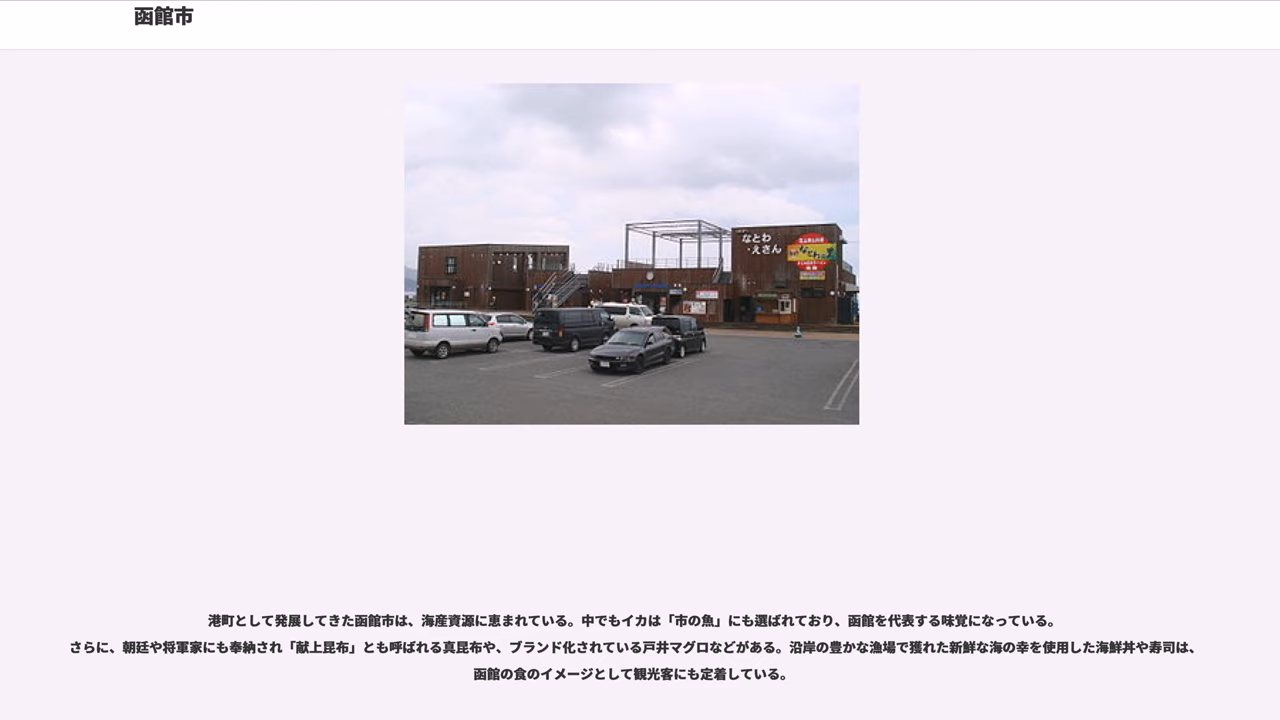 函館市
なとわ
・えさん
港町として発展してきた函館市は、海産資源に恵まれている。中でもイカは「市の魚」にも選ばれており、函館を代表する味覚になっている。
さらに、朝廷や将軍家にも奉納され「献上昆布」とも呼ばれる真昆布や、ブランド化されている戸井マグロなどがある。沿岸の豊かな漁場で獲れた新鮮な海の幸を使用した海鮮丼や寿司は、
函館の食のイメージとして観光客にも定着している。